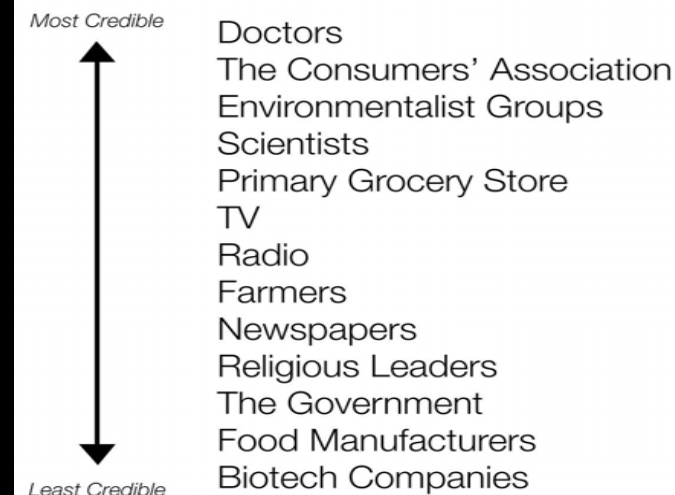 Most Credible
Doctors
The Consumers' Association
Environmentalist Groups
Scientists
Primary Grocery Store
TV
Radio
Farmers
Newspapers
Religious Leaders
The Government
Food Manufacturers
Biotech Companies
Least Credible